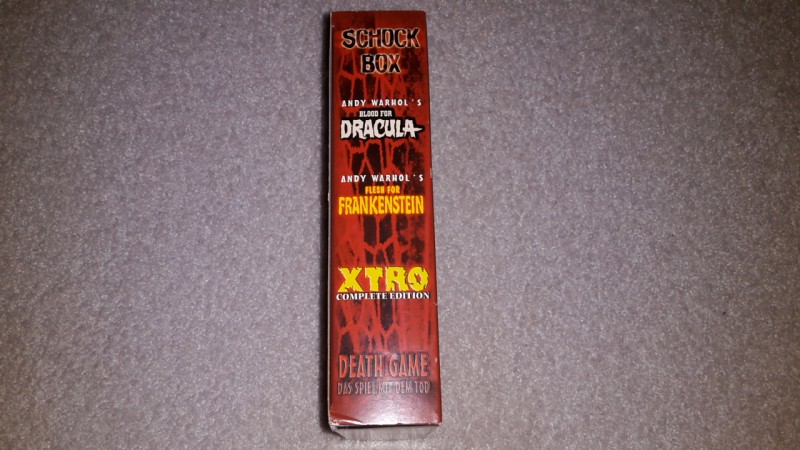 SCHOCK
BOX
ANDY WARHOL'S
BLOOD FOR
DRACULA
ANDY WARHOL'S
FLESH FOR
FRANKENSTEIN
XTRO
COMPLETE EDITION
DEATH GAME
DAS SPIEL MIT DEM TOD